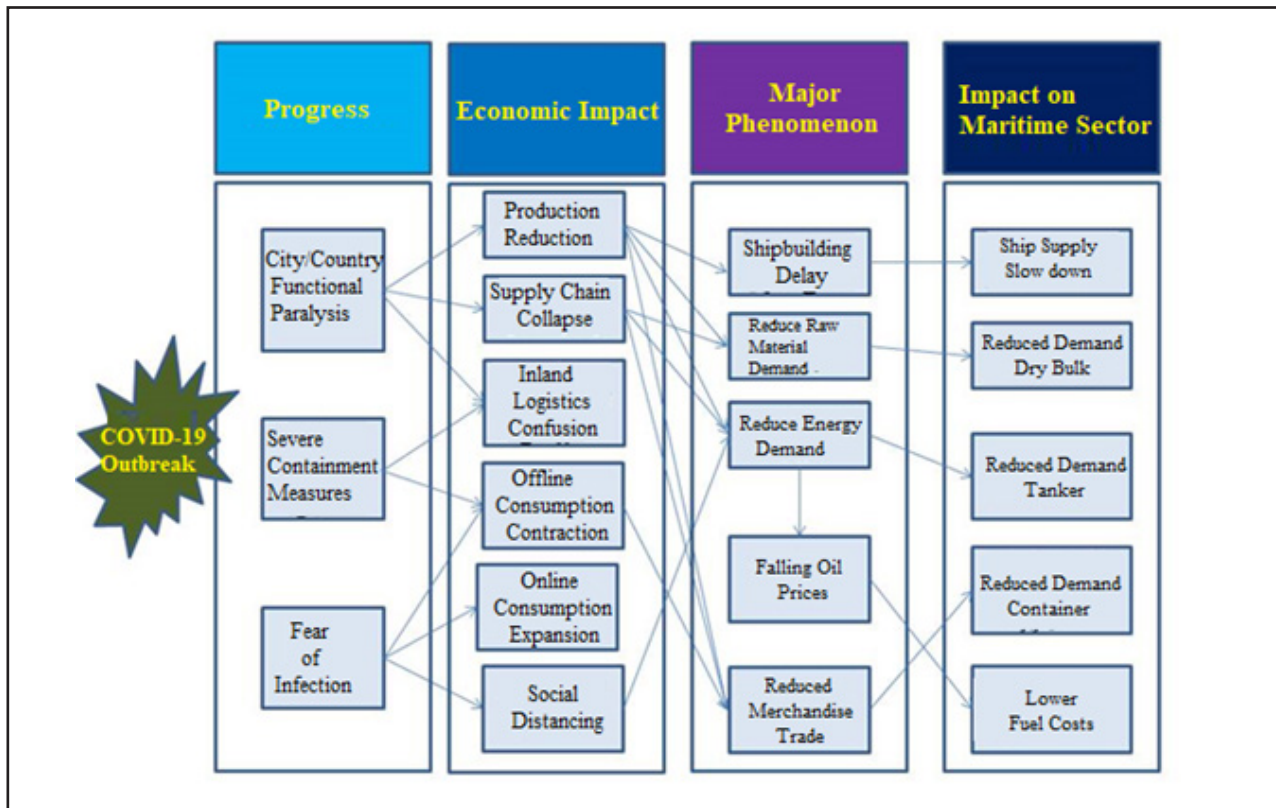 Progress
Economic Impact
Major
Phenomenon
Impact on
Maritime Sector
COVID-19
Outbreak
City/Country
Functional
Paralysis
Severe
Containment
Measures
Fear
of
Infection
Production
Reduction
Supply Chain
Collapse
Inland
Logistics
Confusion
Offline
Consumption
Contraction
Online
Consumption
Expansion
Social
Distancing
Shipbuilding
Delay
Reduce Raw
Material
Demand
Reduce Energy
Demand
Falling Oil
Prices
Reduced
Merchandise
Trade
Ship Supply
Slow down
Reduced Demand
Dry Bulk
Reduced Demand
Tanker
Reduced Demand
Container
Lower
Fuel Costs